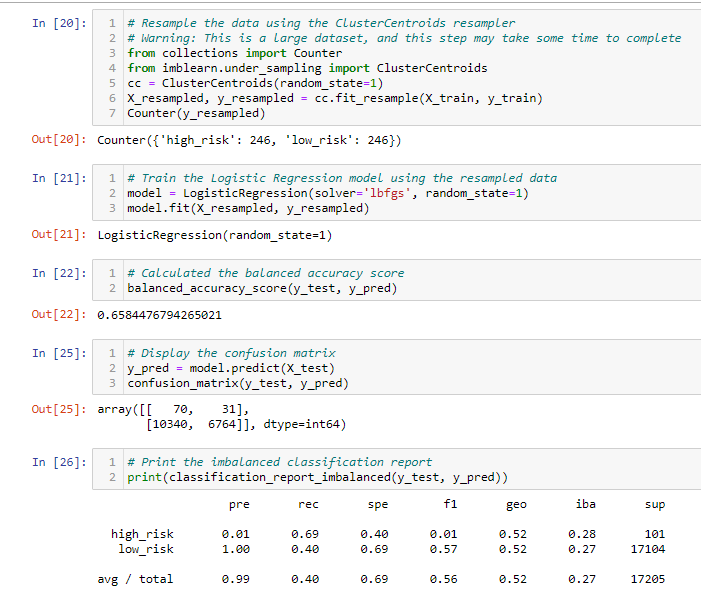 In [20]:
1 # Resample the data using the ClusterCentroids resampler
2 # Warning: This is a large dataset, and this step may take some time to complete
3 from collections import Counter
4 from imblearn.under_sampling import ClusterCentroids
5 cc = ClusterCentroids(random_state=1)
6 X_resampled, y_resampled = cc.fit_resample(X_train, y_train)
7 Counter(y_resampled)
Out[20]: Counter({'high_risk': 246, 'low_risk': 246})
In [21]:
1 # Train the Logistic Regression model using the resampled data
2 model = LogisticRegression(solver='lbfgs', random_state=1)
3 model.fit(X_resampled, y_resampled)
Out[21]: LogisticRegression(random_state=1)
In [22]:
1 # Calculated the balanced accuracy score
2 balanced_accuracy_score(y_test, y_pred)
Out[22]: 0.6584476794265021
In [25]:
1 # Display the confusion matrix
2 y_pred = model.predict(X_test)
3 confusion_matrix(y_test, y_pred)
Out[25]: array([[   70,    31],
       [10340,  6764]], dtype=int64)
In [26]:
1 # Print the imbalanced classification report
2 print(classification_report_imbalanced(y_test, y_pred))
pre rec spe f1 geo iba sup
high_risk 0.01 0.69 0.40 0.01 0.52 0.28 101
low_risk 1.00 0.40 0.69 0.57 0.52 0.27 17104
avg / total 0.99 0.40 0.69 0.56 0.52 0.27 17205